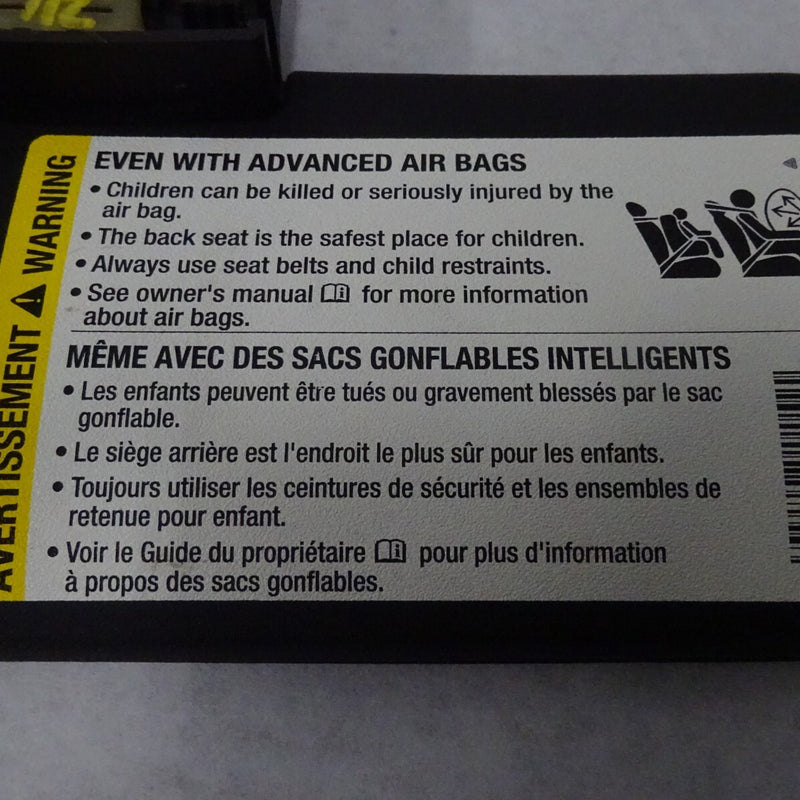 112
WARNING
AVERTISSEMENT
EVEN WITH ADVANCED AIR BAGS
• Children can be killed or seriously injured by the
air bag.
• The back seat is the safest place for children.
• Always use seat belts and child restraints.
• See owner's manual for more information
about air bags.
MÊME AVEC DES SACS GONFLABLES INTELLIGENTS
• Les enfants peuvent être tués ou gravement blessés par le sac
gonflable.
• Le siège arrière est l'endroit le plus sûr pour les enfants.
• Toujours utiliser les ceintures de sécurité et les ensembles de
retenue pour enfant.
• Voir le Guide du propriétaire pour plus d'information
à propos des sacs gonflables.